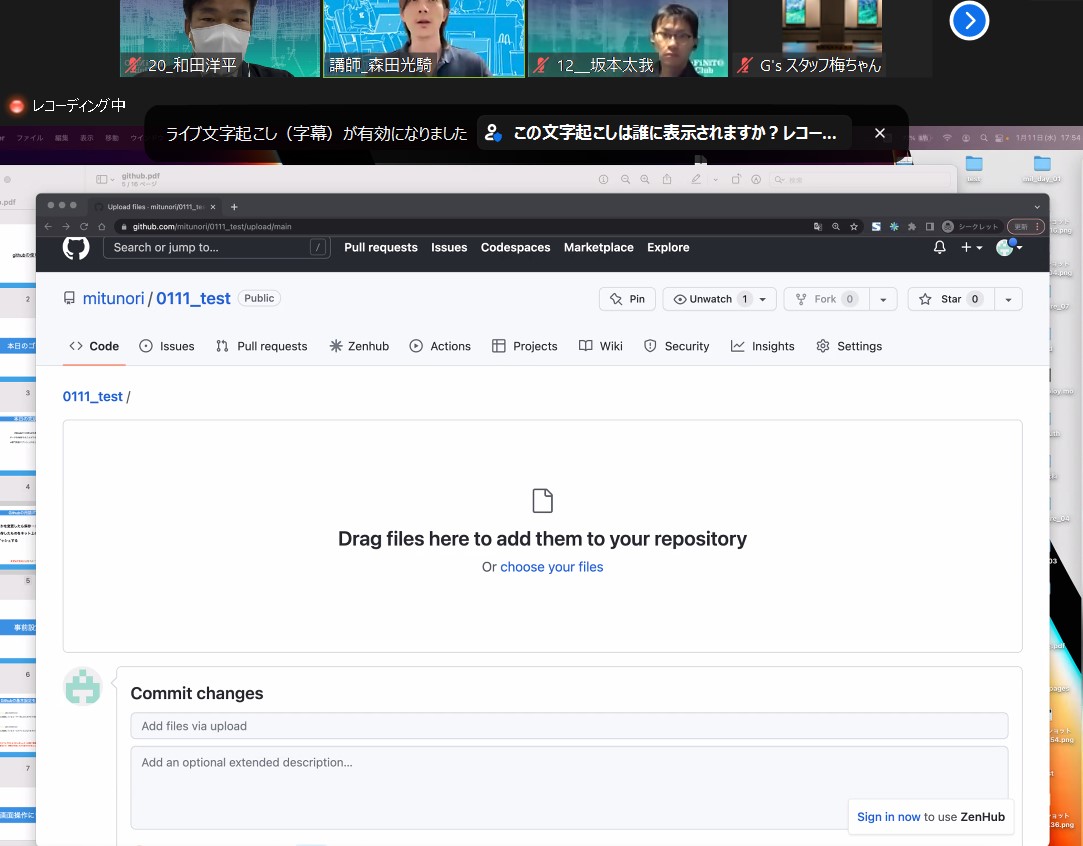 20_和田洋平
講師_森田光騎
12__坂本太我
G's スタッフ梅ちゃん
レコーディング中
ライブ文字起こし（字幕）が有効になりました
この文字起こしは誰に表示されますか？レコー...
ファイル 編集 表示 移動
1月11日(水) 17:54
github.pdf
5 / 16 ページ
検索
Upload files · mitunori/0111_te
github.com/mitunori/0111_test/upload/main
シークレット
更新
Search or jump to...
/
Pull requests Issues Codespaces Marketplace Explore
mitunori / 0111_test Public
Pin
Unwatch 1
Fork 0
Star 0
Code Issues Pull requests Zenhub Actions Projects Wiki Security Insights Settings
0111_test /
Drag files here to add them to your repository
Or choose your files
Commit changes
Add files via upload
Add an optional extended description...
Sign in now to use ZenHub
2
本日のゴ
3
4
5
事前設
6
7
画面操作に